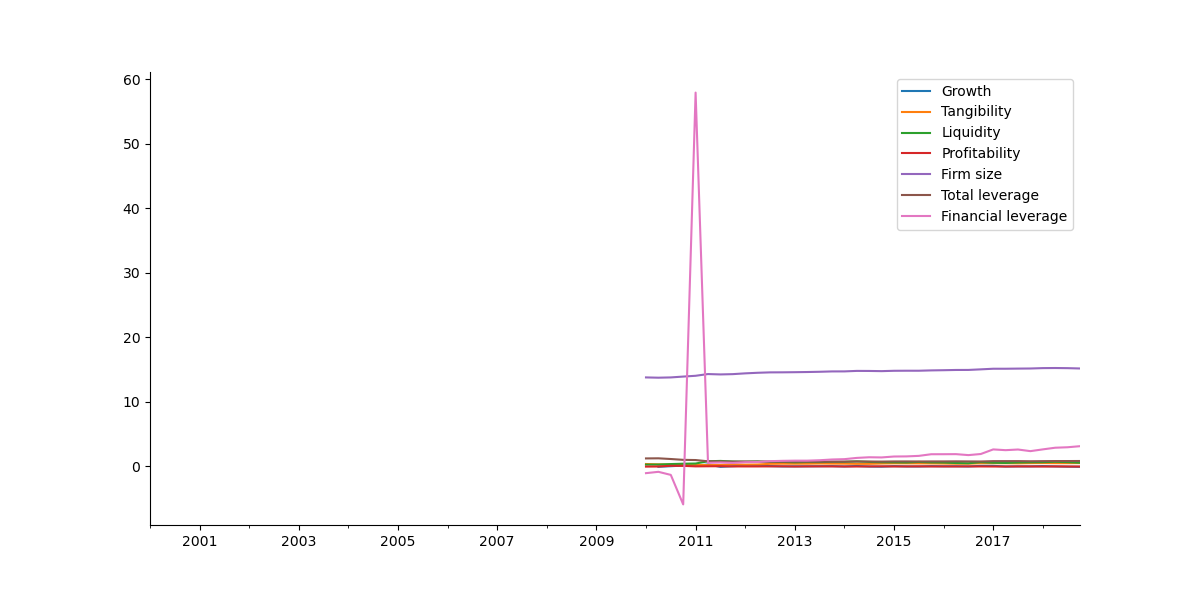 60
50
40
30
20
10
0
2001 2003 2005 2007 2009 2011 2013 2015 2017
Growth
Tangibility
Liquidity
Profitability
Firm size
Total leverage
Financial leverage